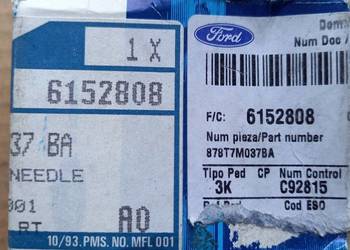 1 X
6152808
37 BA
NEEDLE
001
RT A0
10/93. PMS. NO. MFL 001
Ford
Num Doc
F/C: 6152808
Num pieza/Part number
878T7M037BA
Tipo Ped CP Num Control
3K C92815
Cod ESO